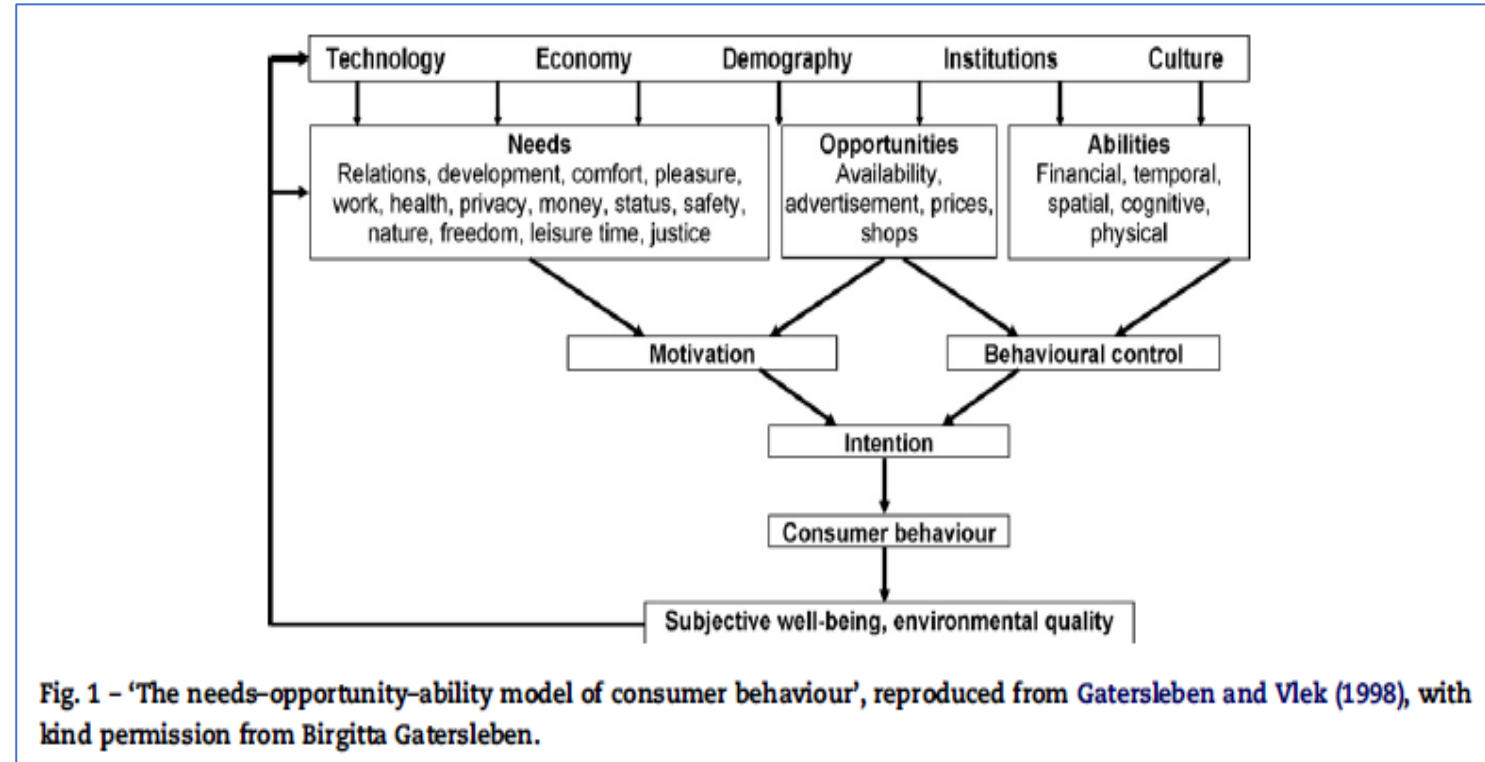 Technology Economy Demography Institutions Culture
Needs
Relations, development, comfort, pleasure,
work, health, privacy, money, status, safety,
nature, freedom, leisure time, justice
Opportunities
Availability,
advertisement, prices,
shops
Abilities
Financial, temporal,
spatial, cognitive,
physical
Motivation
Behavioural control
Intention
Consumer behaviour
Subjective well-being, environmental quality
Fig. 1 – ‘The needs–opportunity–ability model of consumer behaviour’, reproduced from Gatersleben and Vlek (1998), with
kind permission from Birgitta Gatersleben.